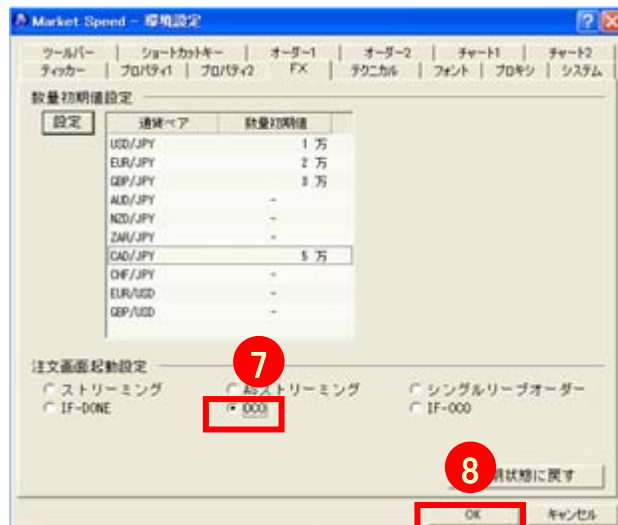 Market Speed - 環境設定
ツールバー ショートカットキー オーダー1 オーダー2 チャート1 チャート2
ティッカー プロパティ1 プロパティ2 FX テクニカル フォント プロキシ システム
数量初期値設定
設定 通貨ペア 数量初期値
USD/JPY 1 万
EUR/JPY 2 万
GBP/JPY 3 万
AUD/JPY -
NZD/JPY -
ZAR/JPY -
CAD/JPY 5 万
CHF/JPY -
EUR/USD -
GBP/USD -
7
注文画面起動設定
ストリーミング ASストリーミング シングルリーブオーダー
IF-DONE OCO IF-OCO
8
期状態に戻す
OK キャンセル